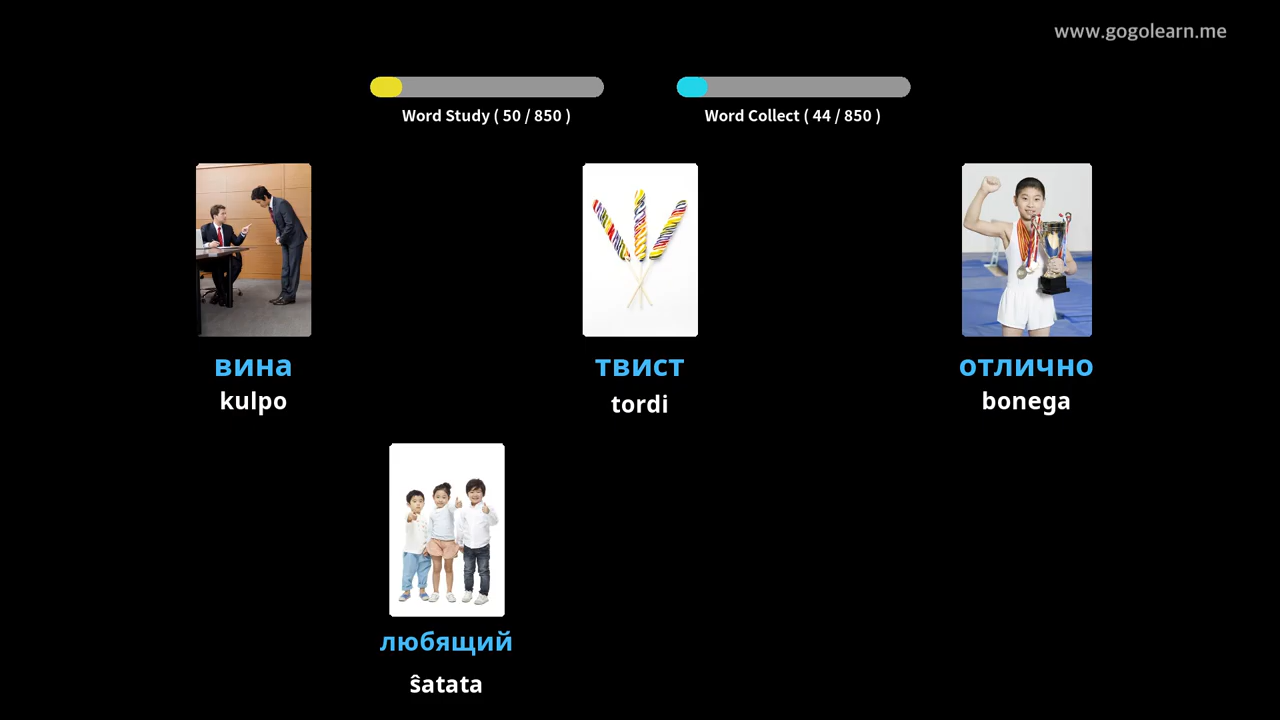 www.gogolearn.me
Word Study ( 50 / 850 )
Word Collect ( 44 / 850 )
вина
kulpo
твист
tordi
отлично
bonega
любящий
ŝatata